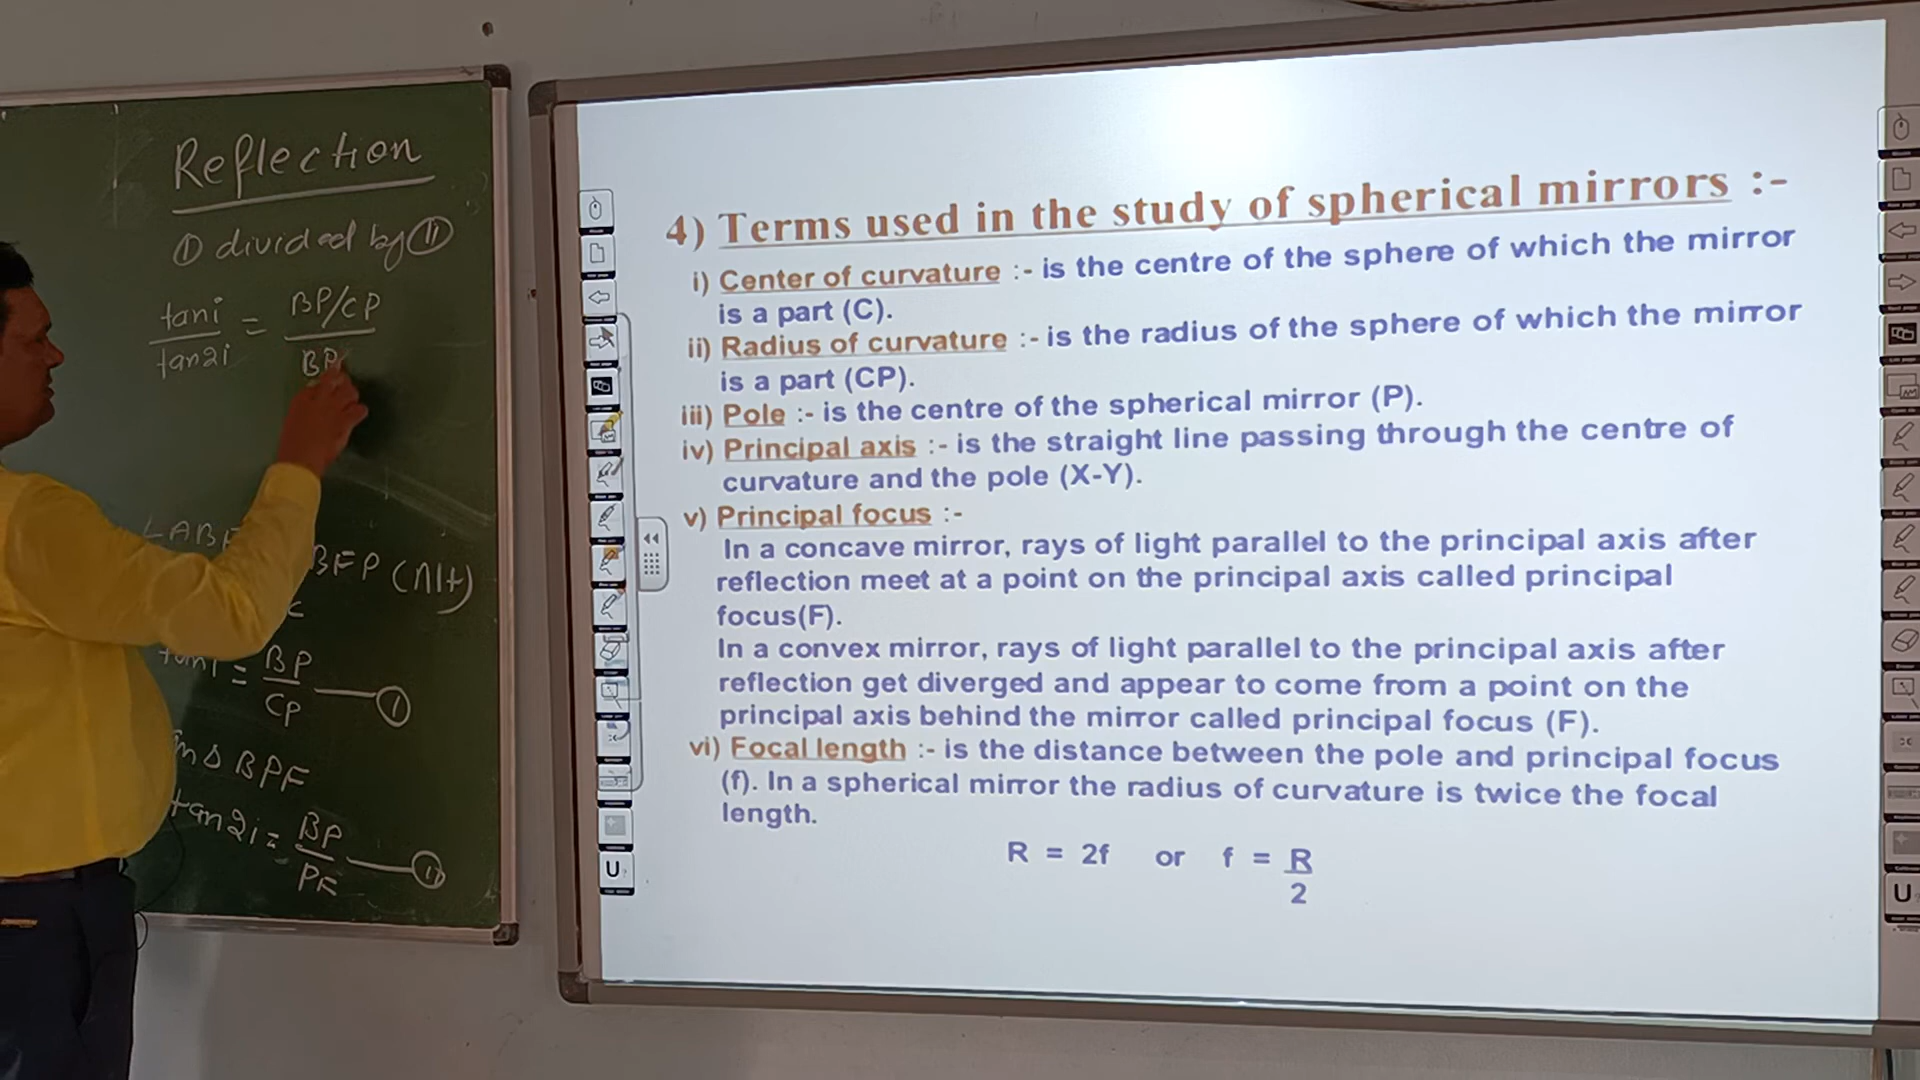 Reflection
① divided by ⑪
tani = BP/CP
tan2i BP
BFP (Alt)
tani = BP
CP ①
In Δ BPF
tan2i = BP
PF ⑪
4) Terms used in the study of spherical mirrors :-
i) Center of curvature :- is the centre of the sphere of which the mirror
is a part (C).
ii) Radius of curvature :- is the radius of the sphere of which the mirror
is a part (CP).
iii) Pole :- is the centre of the spherical mirror (P).
iv) Principal axis :- is the straight line passing through the centre of
curvature and the pole (X-Y).
v) Principal focus :-
In a concave mirror, rays of light parallel to the principal axis after
reflection meet at a point on the principal axis called principal
focus(F).
In a convex mirror, rays of light parallel to the principal axis after
reflection get diverged and appear to come from a point on the
principal axis behind the mirror called principal focus (F).
vi) Focal length :- is the distance between the pole and principal focus
(f). In a spherical mirror the radius of curvature is twice the focal
length.
R = 2f or f = R
2